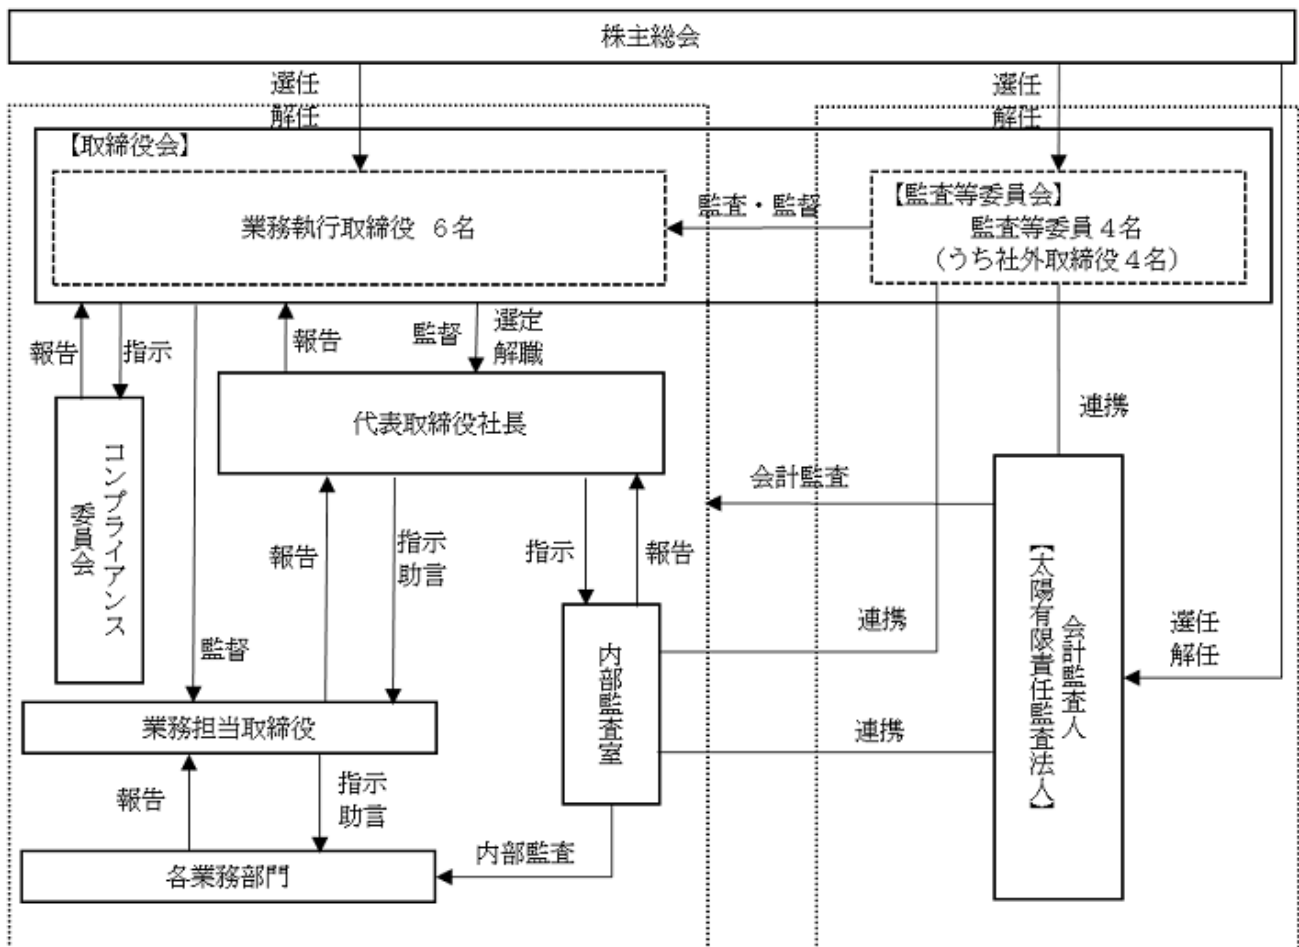 株主総会
選任
解任
選任
解任
【取締役会】
業務執行取締役 6名
監査・監督
【監査等委員会】
監査等委員4名
(うち社外取締役4名)
報告
指示
報告
監督
選定
解職
代表取締役社長
連携
コンプライアンス
委員会
会計監査
報告
指示
助言
指示
報告
監督
連携
選任
解任
内部監査室
会計監査人
【太陽有限責任監査法人】
業務担当取締役
連携
報告
指示
助言
内部監査
各業務部門